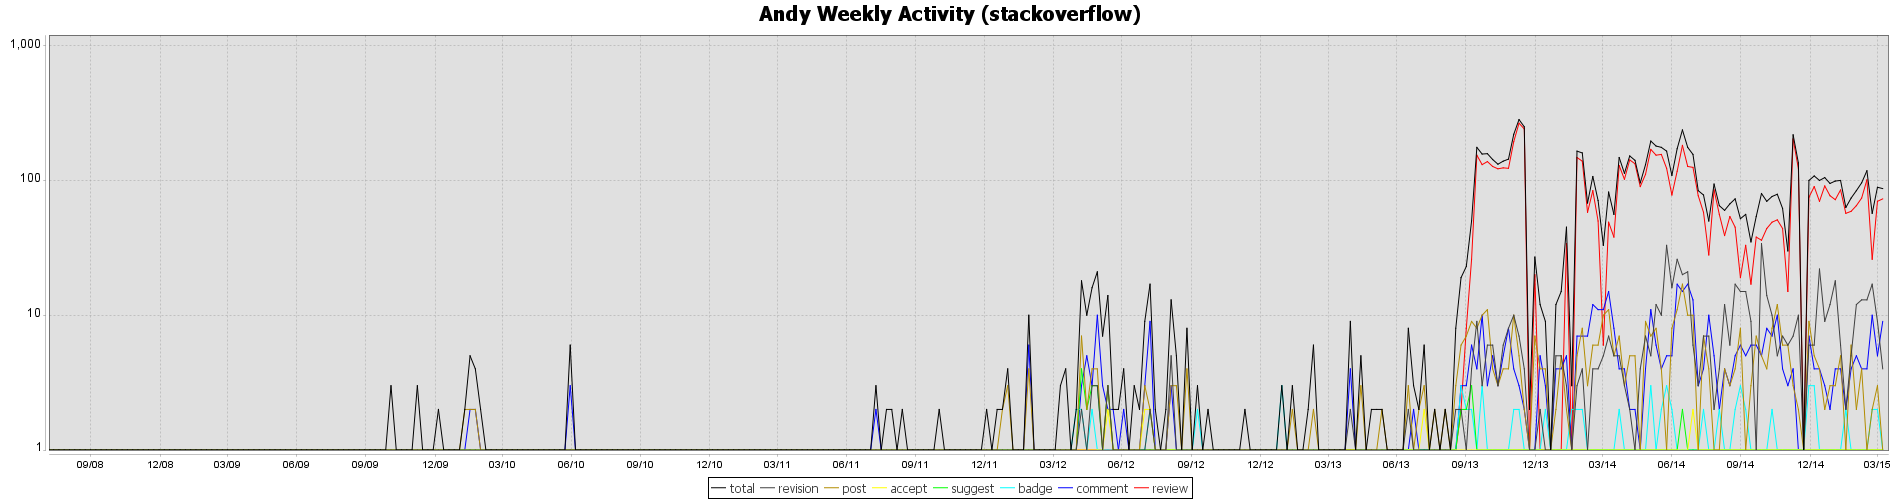 Andy Weekly Activity (stackoverflow)
1,000
100
10
1
09/08 12/08 03/09 06/09 09/09 12/09 03/10 06/10 09/10 12/10 03/11 06/11 09/11 12/11 03/12 06/12 09/12 12/12 03/13 06/13 09/13 12/13 03/14 06/14 09/14 12/14 03/15
total revision post accept suggest badge comment review